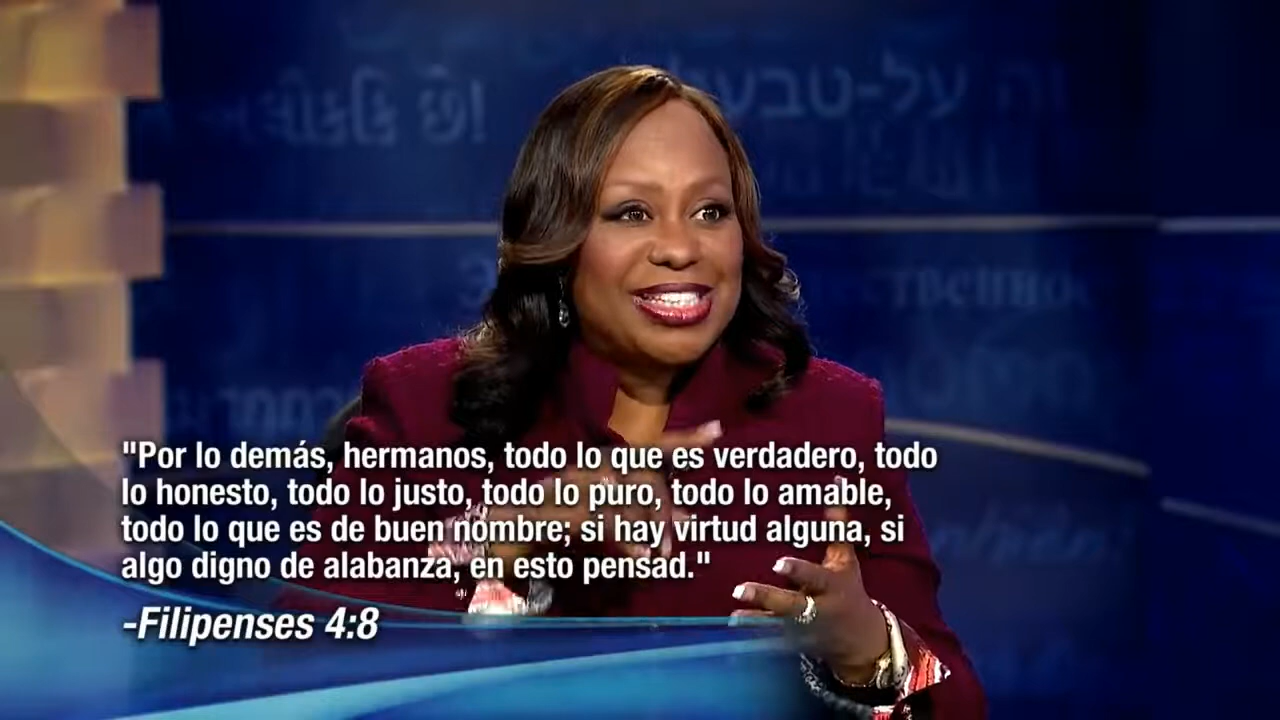 על-טבעי
"Por lo demás, hermanos, todo lo que es verdadero, todo
lo honesto, todo lo justo, todo lo puro, todo lo amable,
todo lo que es de buen nombre; si hay virtud alguna, si
algo digno de alabanza, en esto pensad."
-Filipenses 4:8